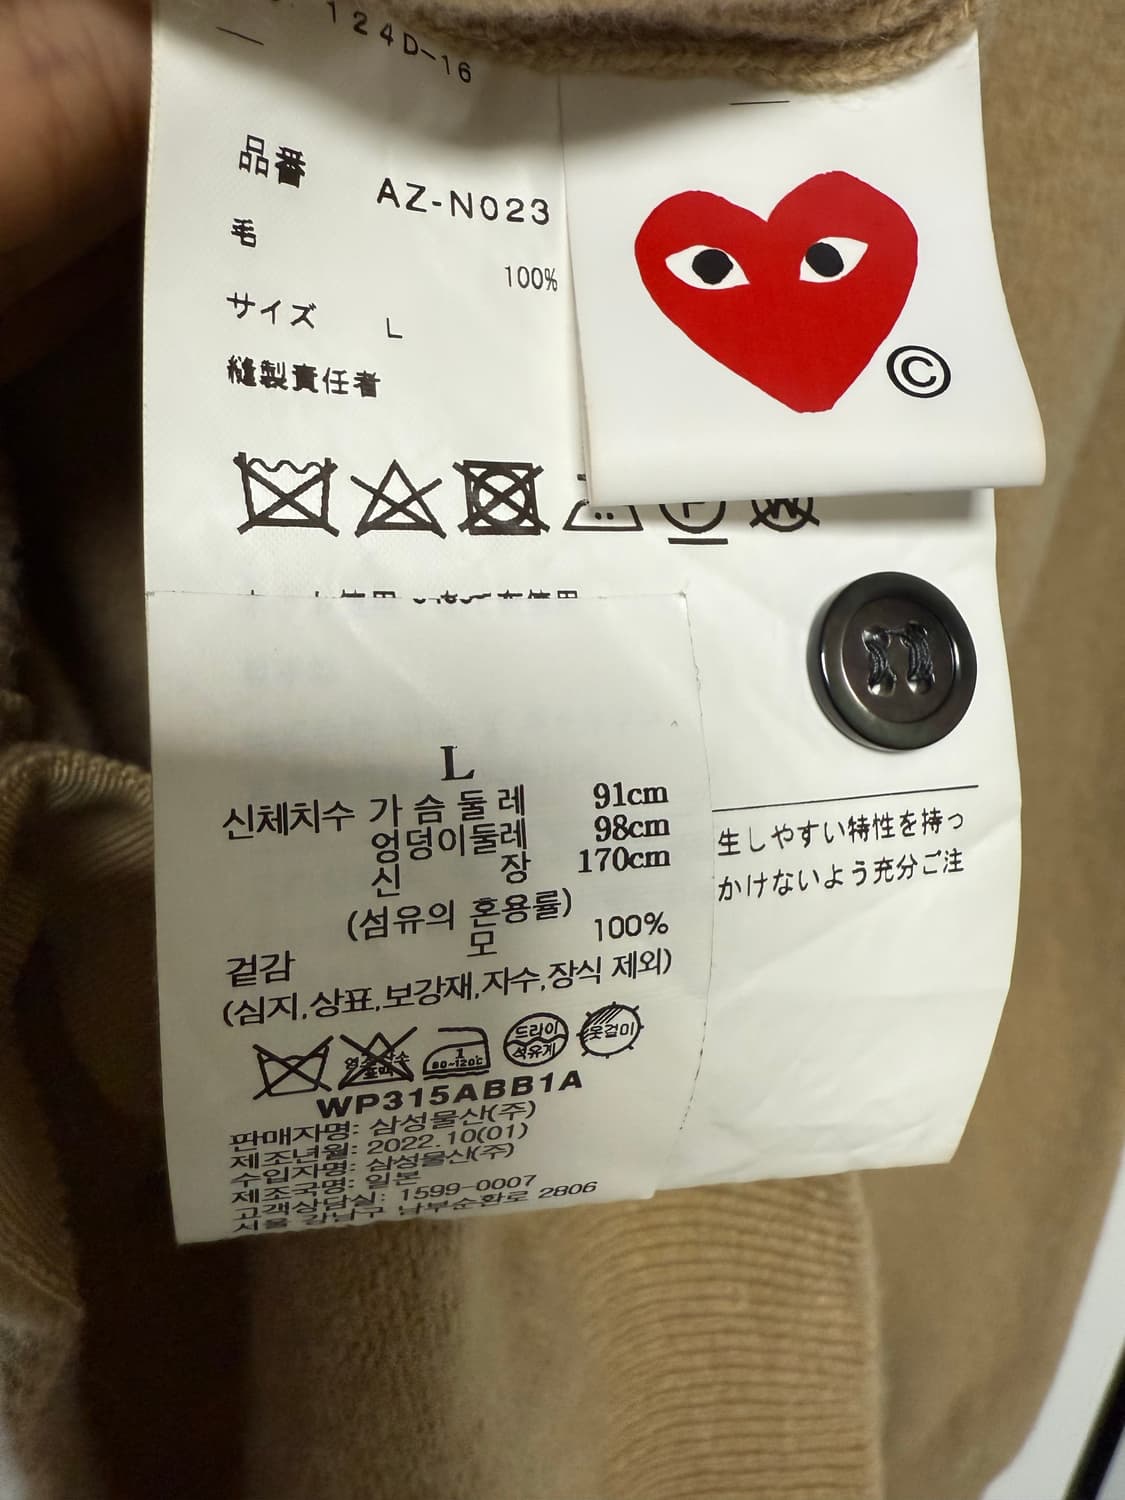 124D-16
品番 AZ-N023
毛 100%
サイズ L
縫製責任者
©
P
W
L
신체치수 가슴둘레 91cm
엉덩이둘레 98cm
신장 170cm
(섬유의 혼용률)
겉감 모 100%
(심지,상표,보강재,자수,장식 제외)
1
80~120℃
드라이
석유계
옷걸이
WP315ABB1A
판매자명: 삼성물산(주)
제조년월: 2022.10(01)
수입자명: 삼성물산(주)
제조국명: 일본
고객상담실: 1599-0007
서울 강남구 남부순환로 2806
生しやすい特性を持っ
かけないよう充分ご注